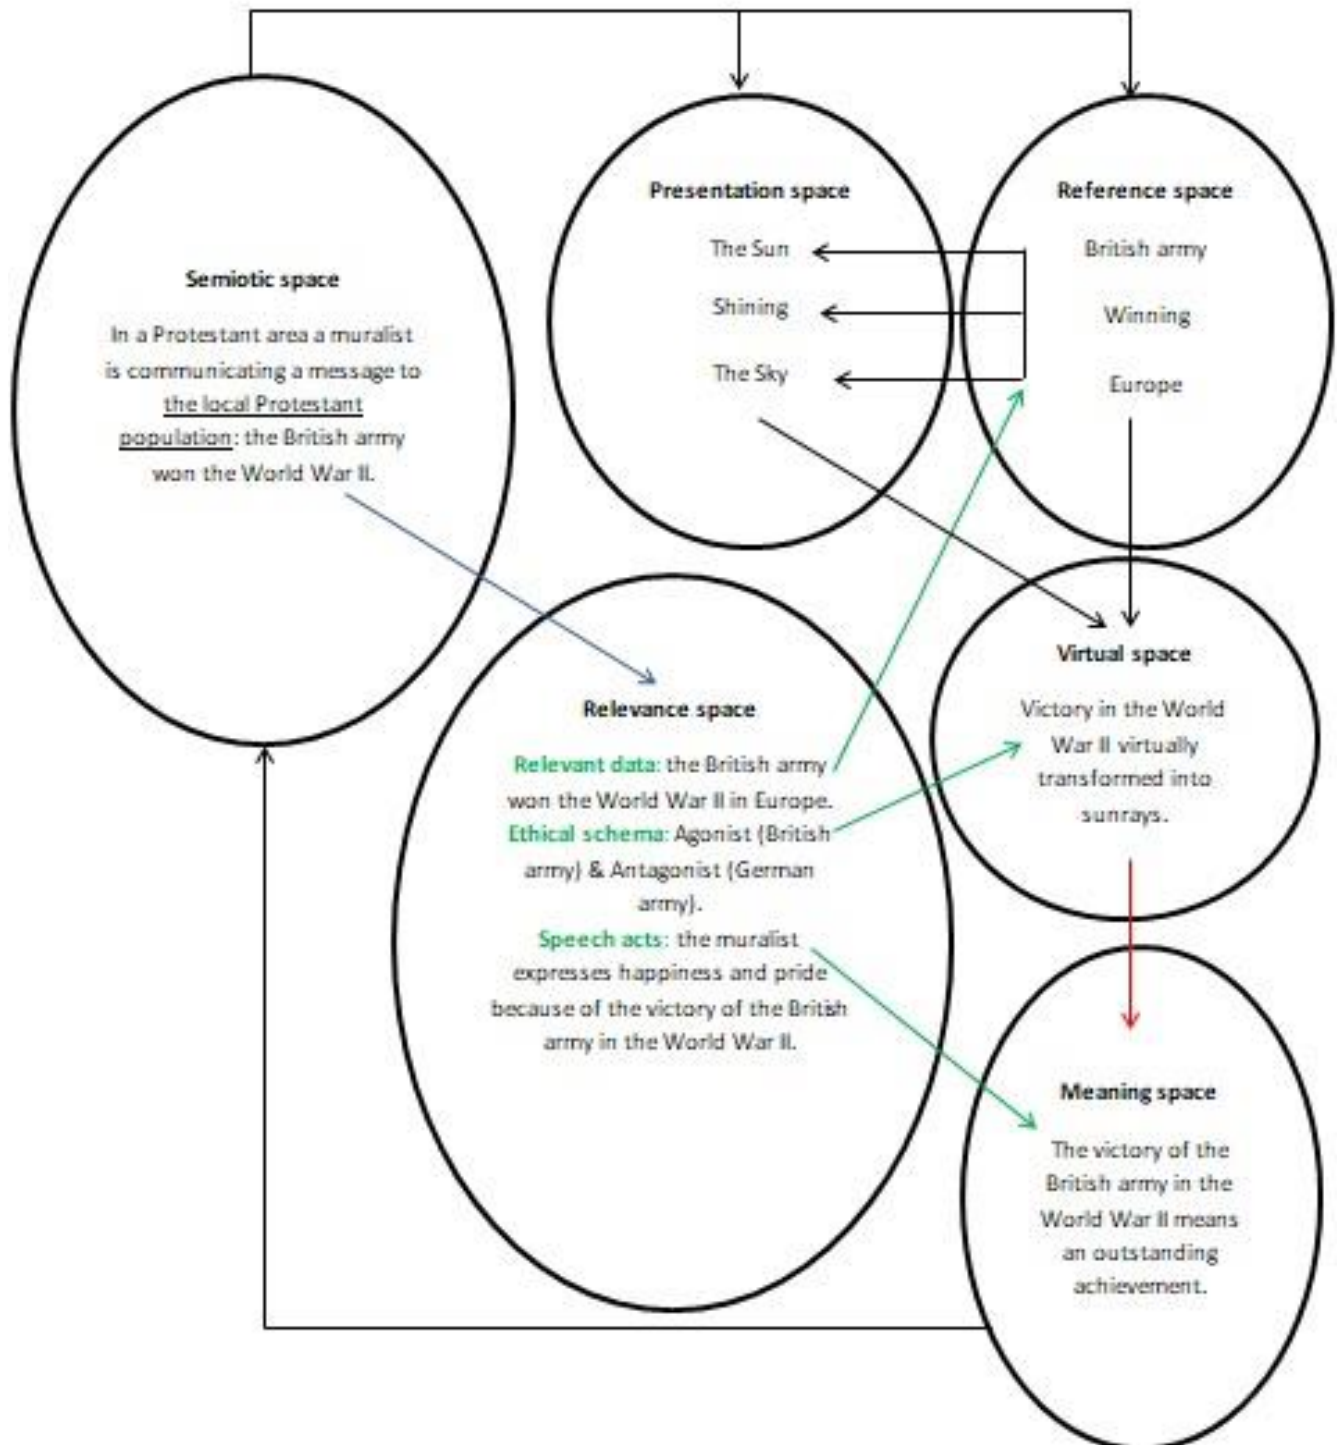 Semiotic space
In a Protestant area a muralist
is communicating a message to
the local Protestant
population: the British army
won the World War II.
Presentation space
The Sun
Shining
The Sky
Reference space
British army
Winning
Europe
Relevance space
Relevant data: the British army
won the World War II in Europe.
Ethical schema: Agonist (British
army) & Antagonist (German
army).
Speech acts: the muralist
expresses happiness and pride
because of the victory of the British
army in the World War II.
Virtual space
Victory in the World
War II virtually
transformed into
sunrays.
Meaning space
The victory of the
British army in the
World War II means
an outstanding
achievement.